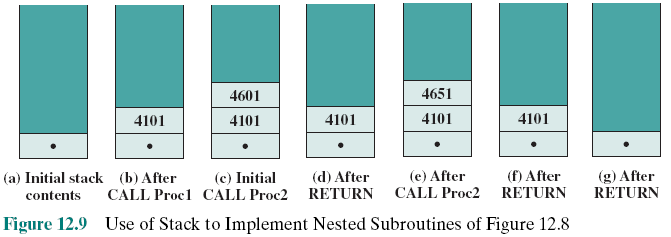 4601
4651
4101
4101
4101
4101
4101
(a) Initial stack
contents
(b) After
CALL Proc1
(c) Initial
CALL Proc2
(d) After
RETURN
(e) After
CALL Proc2
(f) After
RETURN
(g) After
RETURN
Figure 12.9 Use of Stack to Implement Nested Subroutines of Figure 12.8